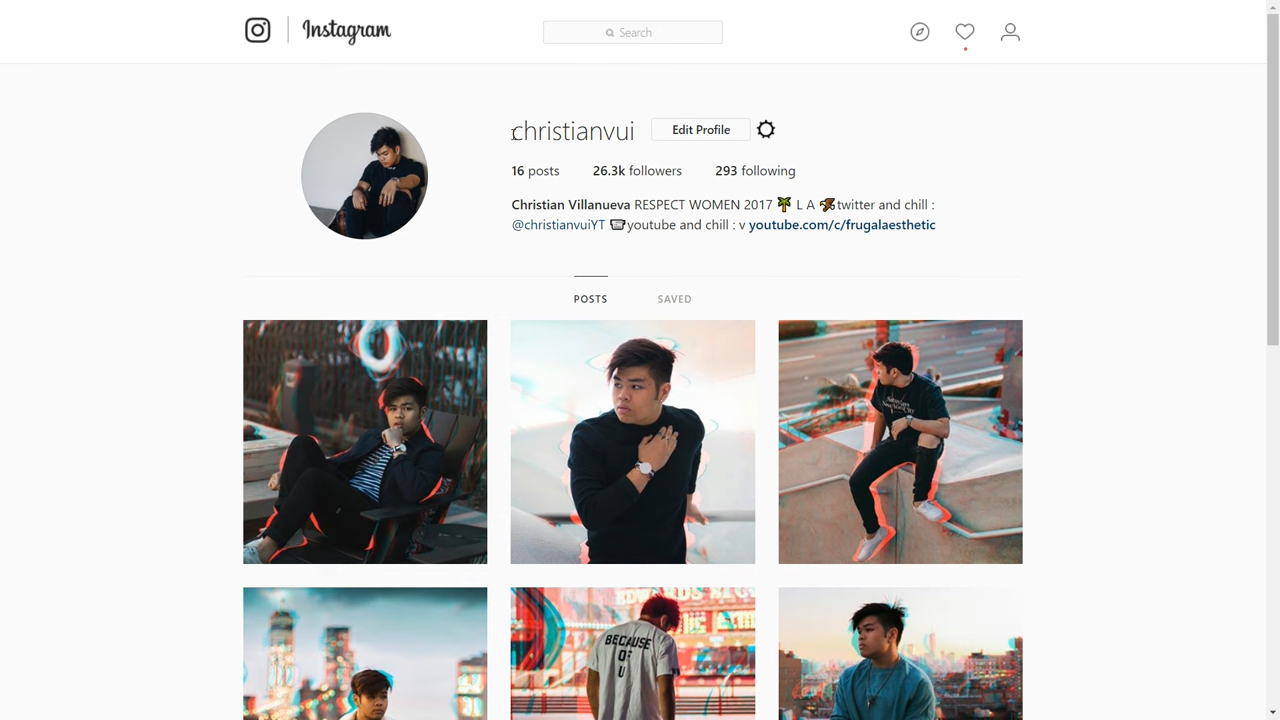 Instagram
Search
christianvui Edit Profile
16 posts 26.3k followers 293 following
Christian Villanueva RESPECT WOMEN 2017 🌴 L A twitter and chill :
@christianvuiYT youtube and chill : v youtube.com/c/frugalaesthetic
POSTS SAVED
BECAUSE
OF
U